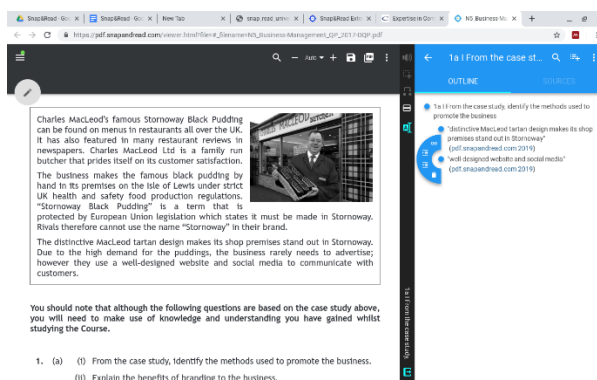 Snap&Read - Goo
Snap&Read - Goo
New Tab
snap read univer
Snap&Read Exte
Expertise in Dysl
N5 Business-Ma
https://pdf.snapandread.com/viewer.html?file=#_filename=N5_Business-Management_QP_2017-DQP.pdf
Auto
1a I From the case st...
OUTLINE
SOURCES
Charles MacLeod's famous Stornoway Black Pudding
can be found on menus in restaurants all over the UK.
It has also featured in many restaurant reviews in
newspapers. Charles MacLeod Ltd is a family run
butcher that prides itself on its customer satisfaction.
The business makes the famous black pudding by
hand in its premises on the Isle of Lewis under strict
UK health and safety food production regulations.
"Stornoway Black Pudding" is a term that is
protected by European Union legislation which states it must be made in Stornoway.
Rivals therefore cannot use the name "Stornoway" in their brand.
The distinctive MacLeod tartan design makes its shop premises stand out in Stornoway.
Due to the high demand for the puddings, the business rarely needs to advertise;
however they use a well-designed website and social media to communicate with
customers.
You should note that although the following questions are based on the case study above,
you will need to make use of knowledge and understanding you have gained whilst
studying the Course.
1. (a) (i) From the case study, identify the methods used to promote the business.
(ii) Explain the benefits of branding to the business.
1a I From the case study,
1a I From the case study, identify the methods used to
promote the business
"distinctive MacLeod tartan design makes its shop
premises stand out in Stornoway"
(pdf.snapandread.com 2019)
"well designed website and social media"
(pdf.snapandread.com 2019)